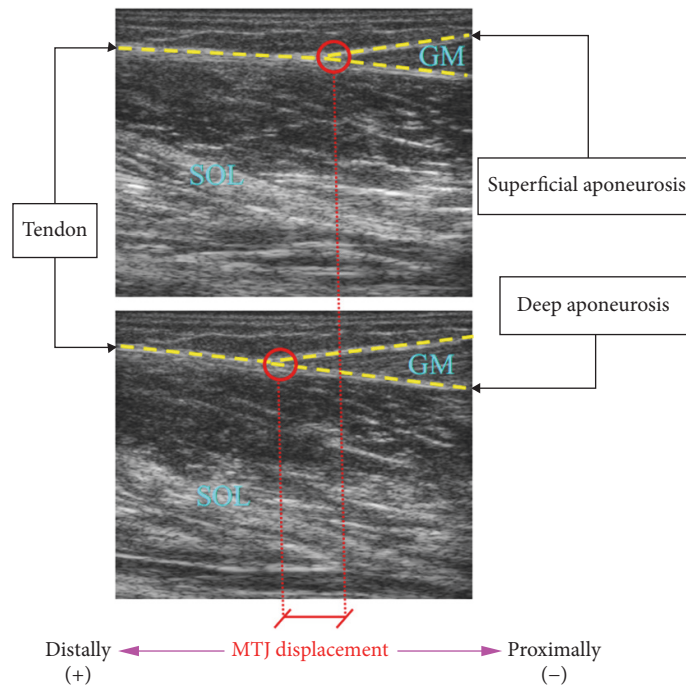 GM
SOL
Superficial aponeurosis
Tendon
Deep aponeurosis
GM
SOL
Distally
(+)
MTJ displacement
Proximally
(−)